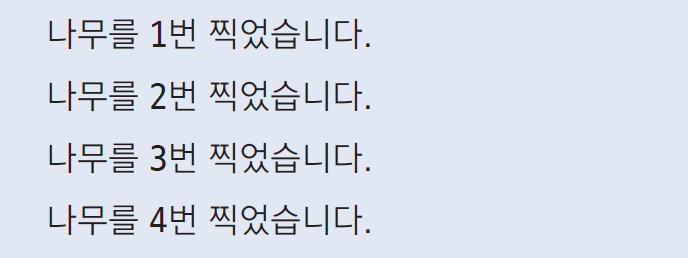 나무를 1번 찍었습니다.
나무를 2번 찍었습니다.
나무를 3번 찍었습니다.
나무를 4번 찍었습니다.